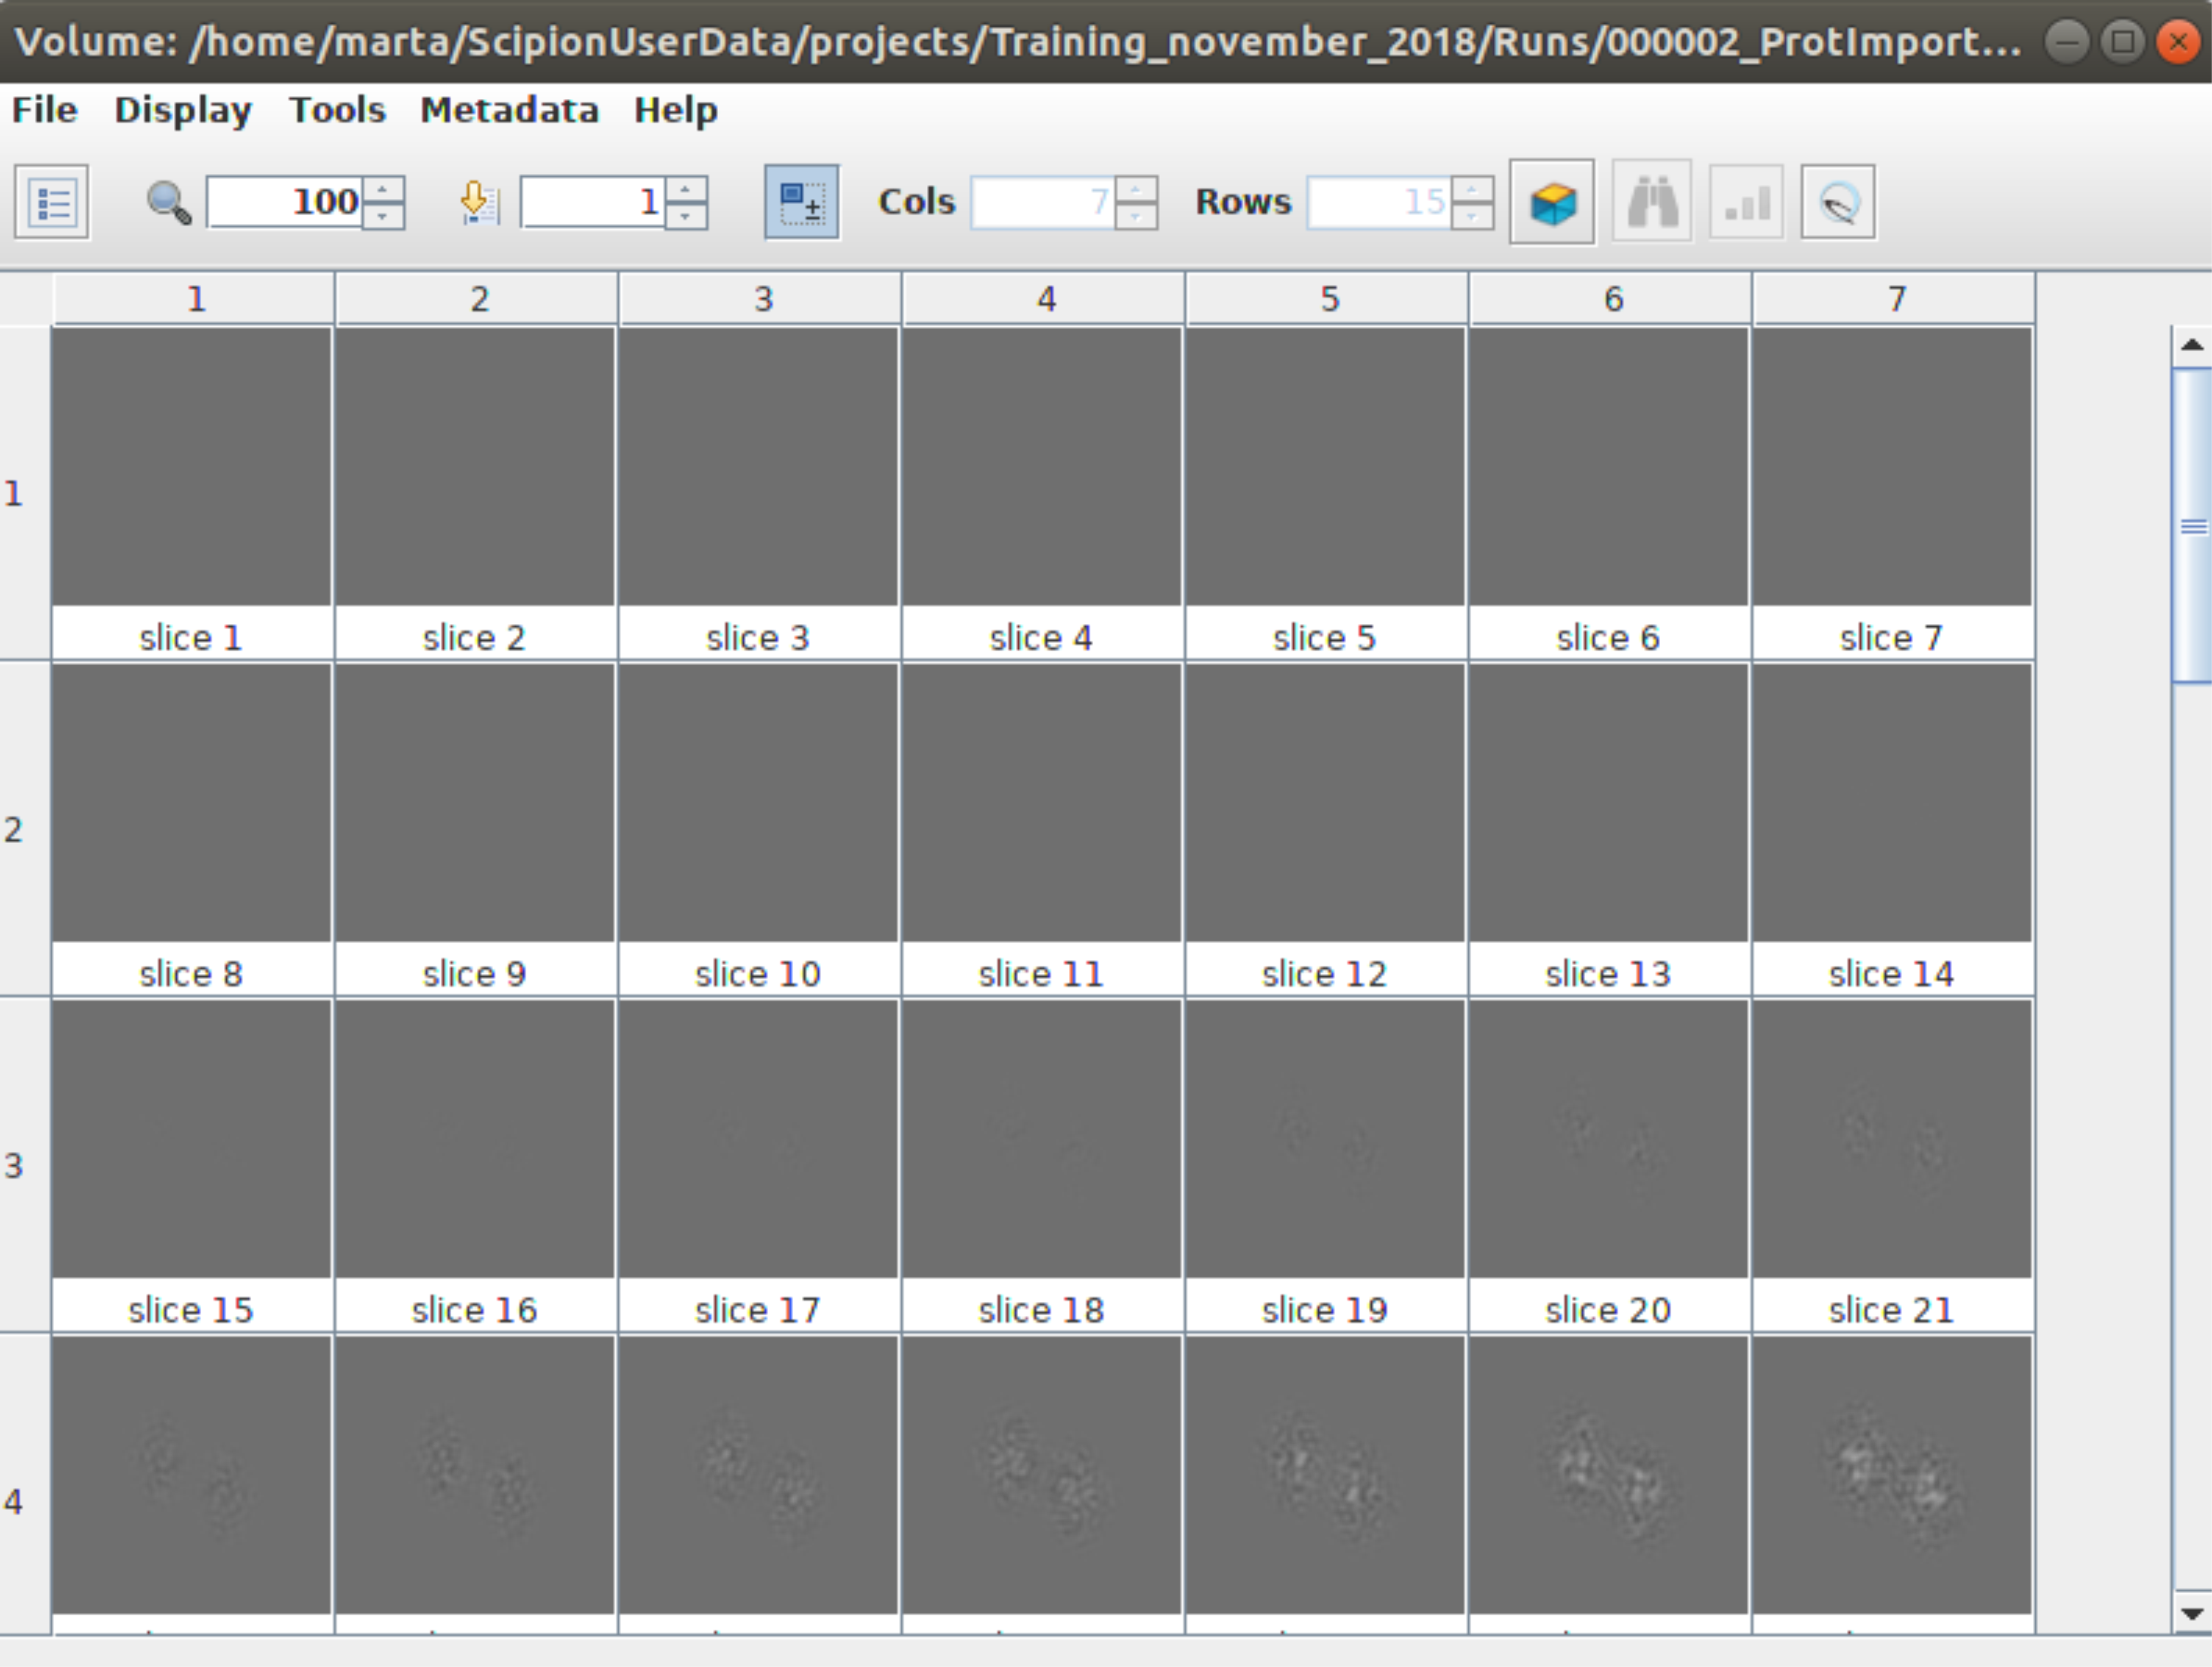 Volume: /home/marta/ScipionUserData/projects/Training_november_2018/Runs/000002_ProtImport...
File Display Tools Metadata Help
100 1 Cols 7 Rows 15
1 2 3 4 5 6 7
1
slice 1 slice 2 slice 3 slice 4 slice 5 slice 6 slice 7
2
slice 8 slice 9 slice 10 slice 11 slice 12 slice 13 slice 14
3
slice 15 slice 16 slice 17 slice 18 slice 19 slice 20 slice 21
4